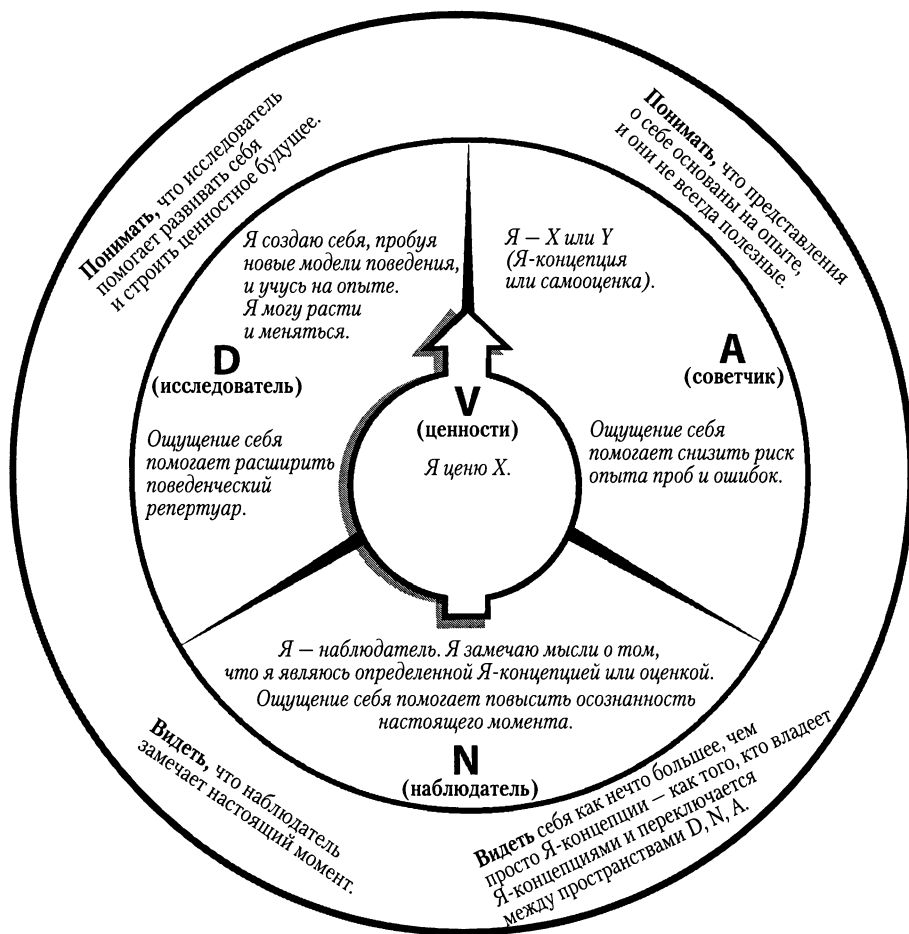 Понимать, что исследователь
помогает развивать себя
и строить ценностное будущее.
Понимать, что представления
о себе основаны на опыте,
и они не всегда полезные.
Я создаю себя, пробуя
новые модели поведения,
и учусь на опыте.
Я могу расти
и меняться.
Я — X или Y
(Я-концепция
или самооценка).
D
(исследователь)
A
(советчик)
V
(ценности)
Я ценю X.
Ощущение себя
помогает расширить
поведенческий
репертуар.
Ощущение себя
помогает снизить риск
опыта проб и ошибок.
Я — наблюдатель. Я замечаю мысли о том,
что я являюсь определенной Я-концепцией или оценкой.
Ощущение себя помогает повысить осознанность
настоящего момента.
N
(наблюдатель)
Видеть, что наблюдатель
замечает настоящий момент.
Видеть себя как нечто большее, чем
просто Я-концепции — как того, кто владеет
Я-концепциями и переключается
между пространствами D, N, A.